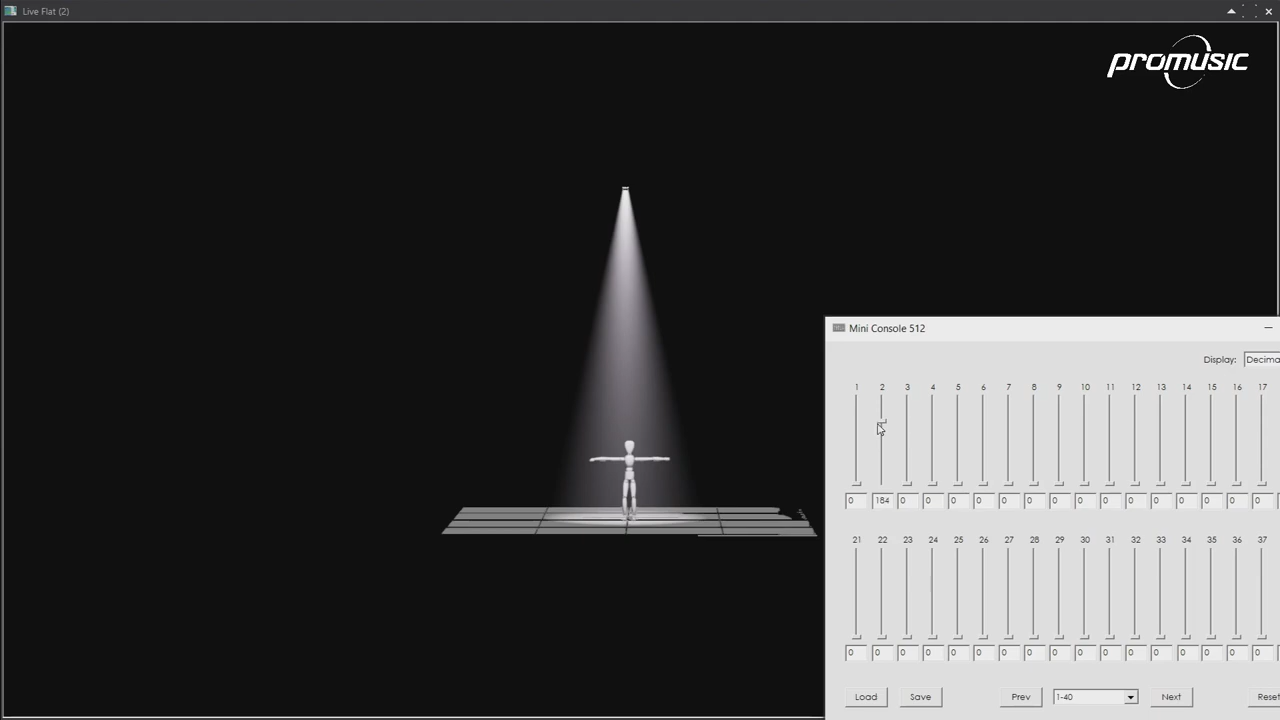 Live Flat (2)
promusic
Mini Console 512
Display: Decima
1 2 3 4 5 6 7 8 9 10 11 12 13 14 15 16 17
0 184 0 0 0 0 0 0 0 0 0 0 0 0 0 0 0
21 22 23 24 25 26 27 28 29 30 31 32 33 34 35 36 37
0 0 0 0 0 0 0 0 0 0 0 0 0 0 0 0 0
Load Save Prev 1-40 Next Reset